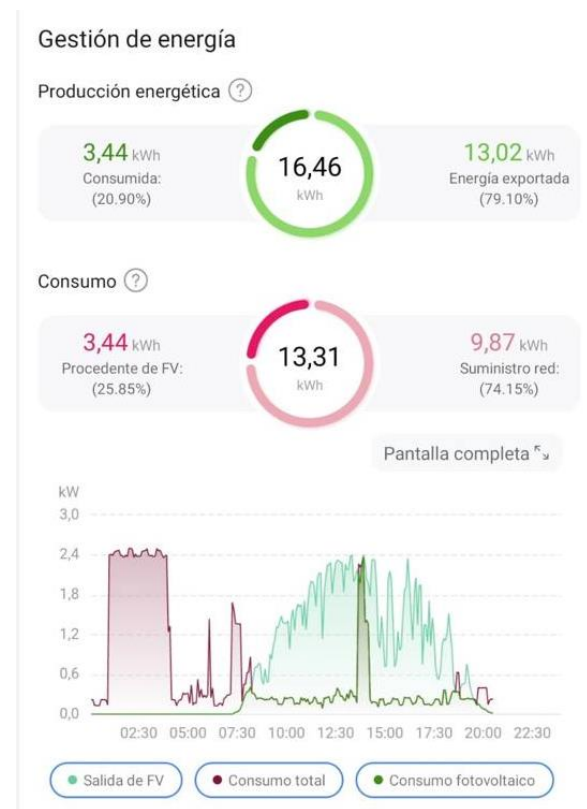 Gestión de energía
Producción energética ?
3,44 kWh
Consumida:
(20.90%)
16,46
kWh
13,02 kWh
Energía exportada
(79.10%)
Consumo ?
3,44 kWh
Procedente de FV:
(25.85%)
13,31
kWh
9,87 kWh
Suministro red:
(74.15%)
Pantalla completa
kW
3,0
2,4
1,8
1,2
0,6
0,0
02:30 05:00 07:30 10:00 12:30 15:00 17:30 20:00 22:30
Salida de FV Consumo total Consumo fotovoltaico